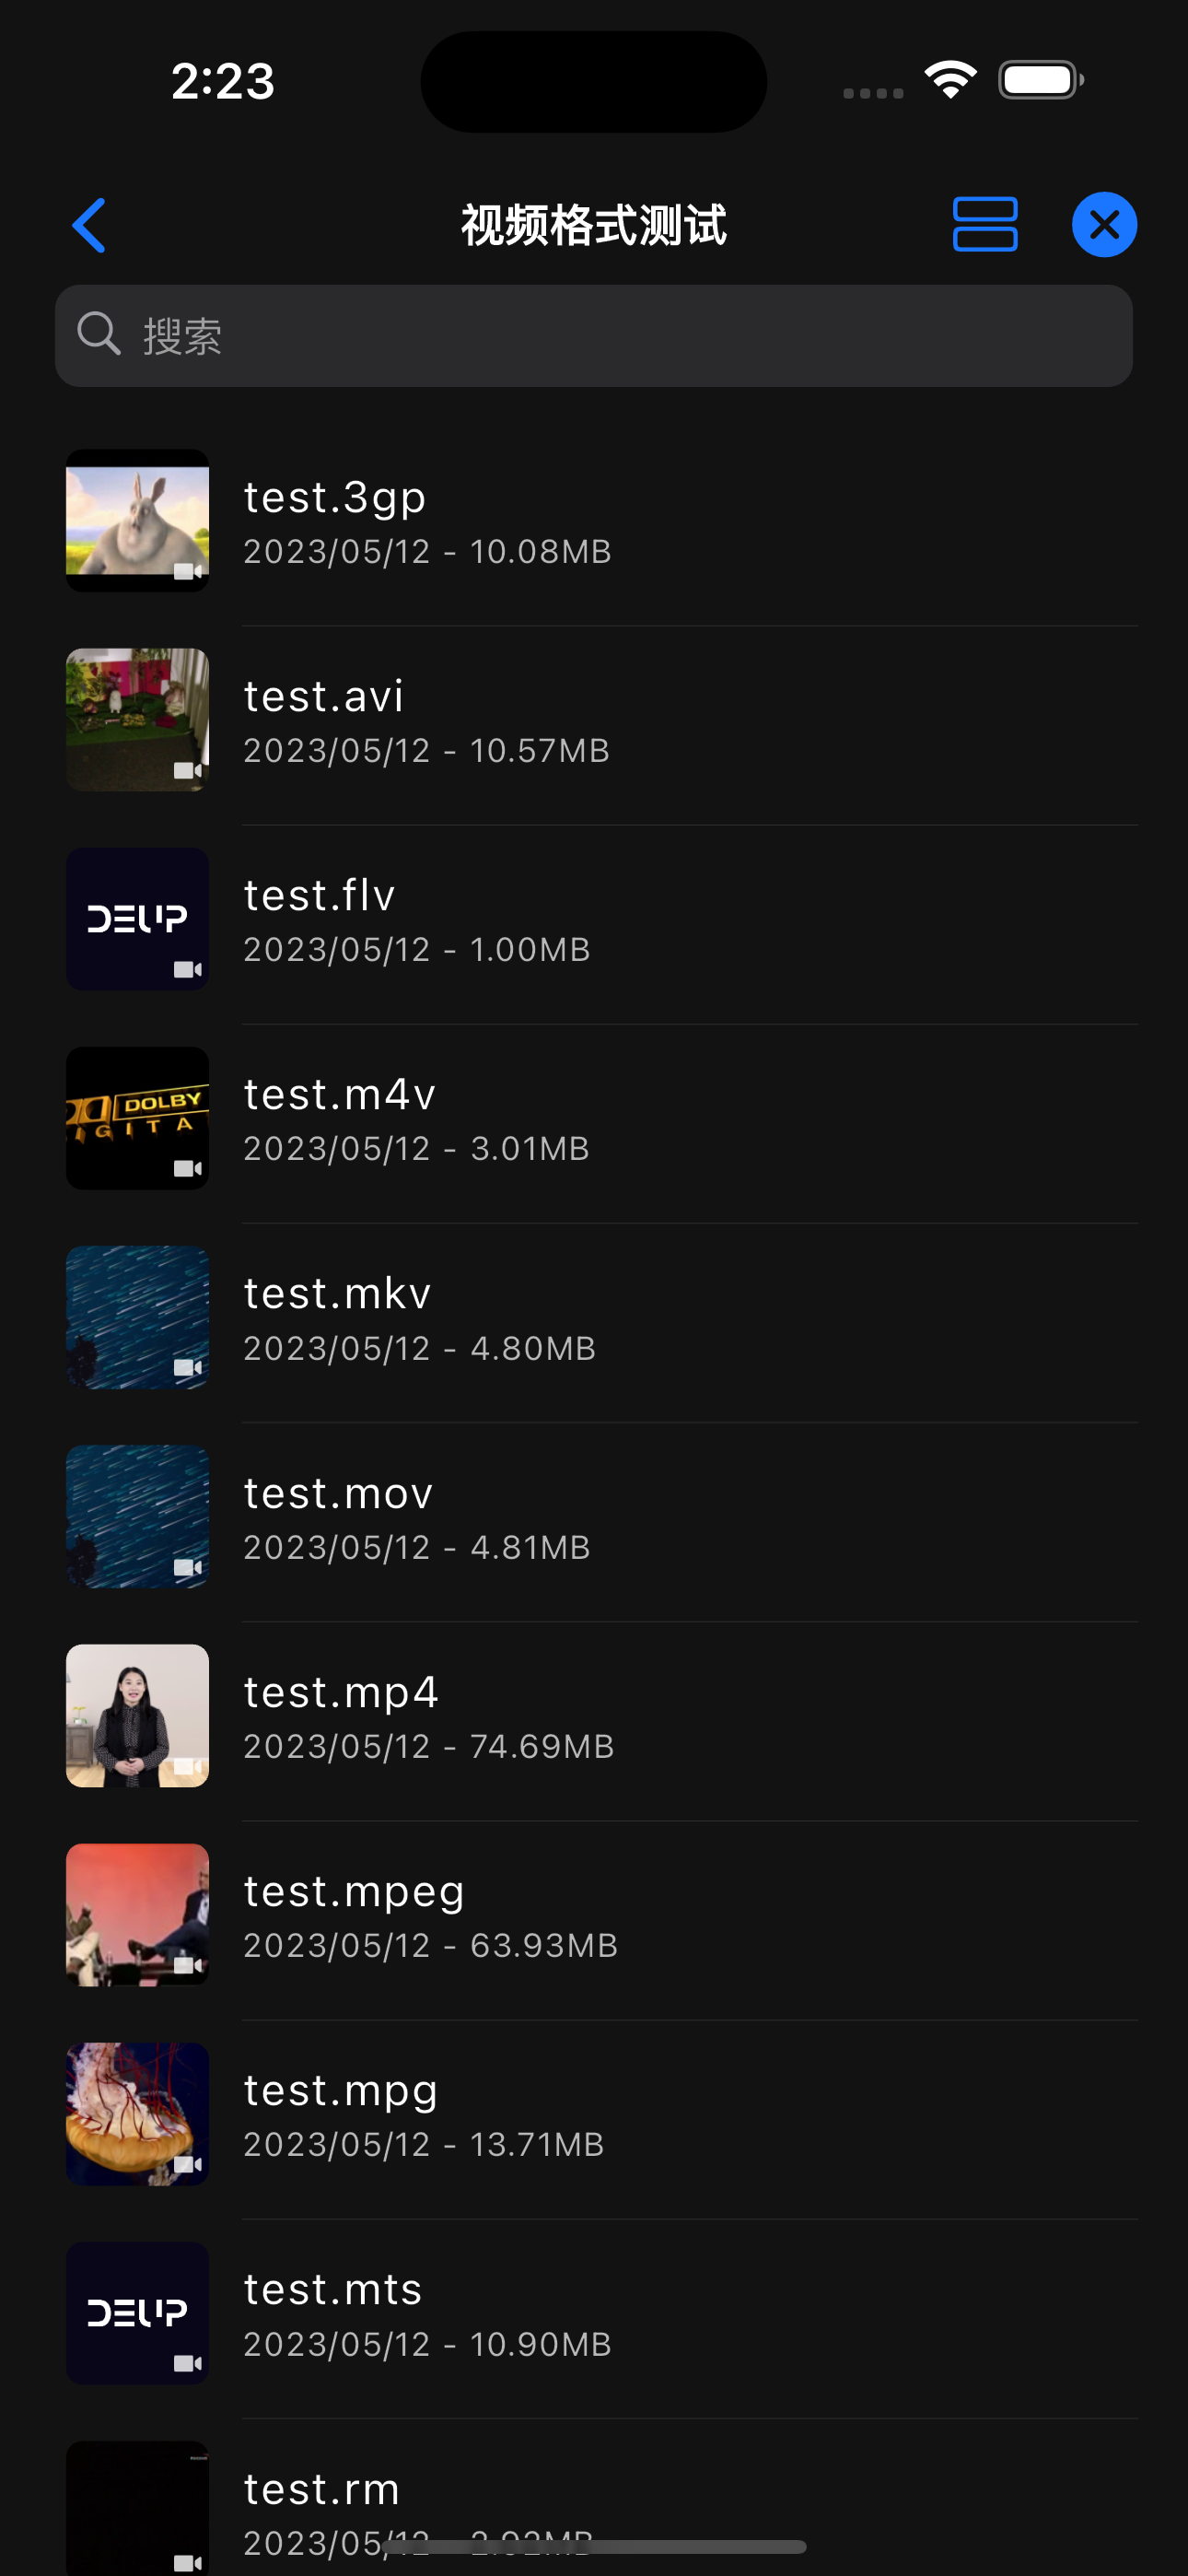 2:23
视频格式测试
搜索
test.3gp
2023/05/12 - 10.08MB
test.avi
2023/05/12 - 10.57MB
DEUP
test.flv
2023/05/12 - 1.00MB
DOLBY
DIGITA
test.m4v
2023/05/12 - 3.01MB
test.mkv
2023/05/12 - 4.80MB
test.mov
2023/05/12 - 4.81MB
test.mp4
2023/05/12 - 74.69MB
test.mpeg
2023/05/12 - 63.93MB
test.mpg
2023/05/12 - 13.71MB
DEUP
test.mts
2023/05/12 - 10.90MB
test.rm
2023/05/12 - 2.92MB